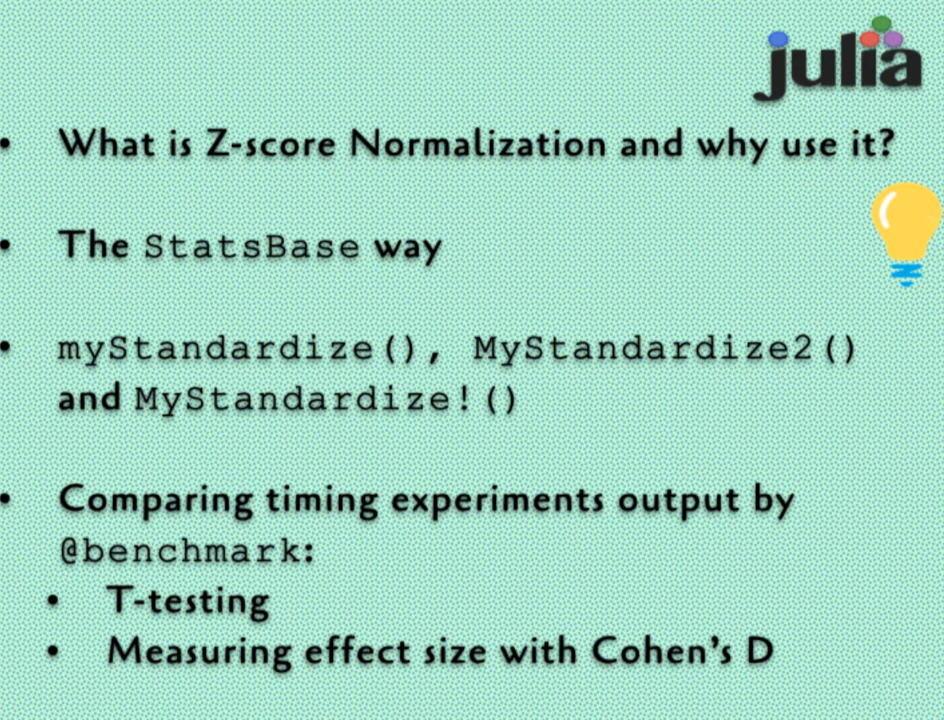 julia
• What is Z-score Normalization and why use it?
• The StatsBase way
• myStandardize(), MyStandardize2()
and MyStandardize!()
• Comparing timing experiments output by
@benchmark:
• T-testing
• Measuring effect size with Cohen's D